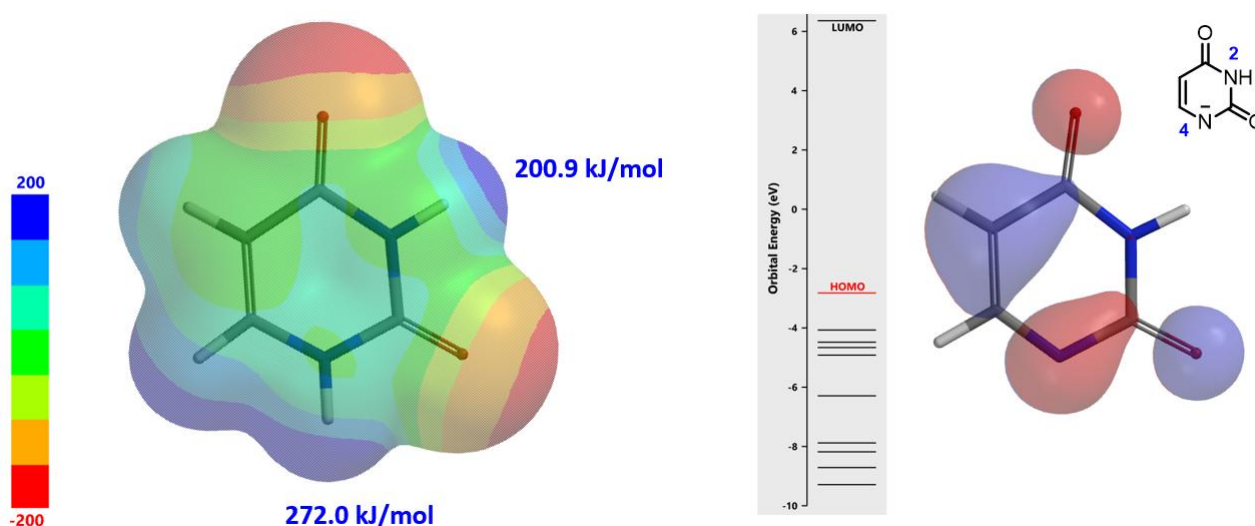 200
-200
200.9 kJ/mol
272.0 kJ/mol
Orbital Energy (eV)
6
4
2
0
-2
-4
-6
-8
-10
LUMO
HOMO
O
2
NH
4
N
O